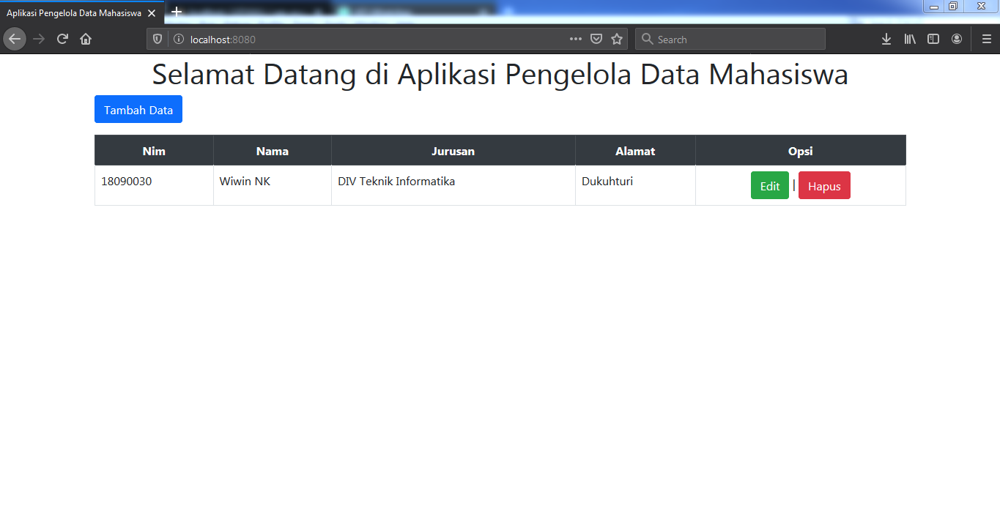 Aplikasi Pengelola Data Mahasiswa
localhost:8080
Search
Selamat Datang di Aplikasi Pengelola Data Mahasiswa
Tambah Data
Nim Nama Jurusan Alamat Opsi
18090030 Wiwin NK DIV Teknik Informatika Dukuhturi Edit | Hapus